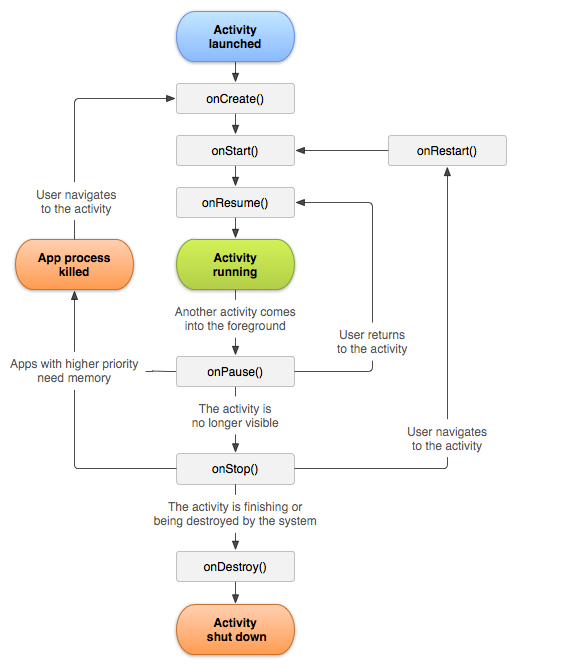 Activity
launched
onCreate()
onStart()
onRestart()
User navigates
to the activity
onResume()
App process
killed
Activity
running
Another activity comes
into the foreground
User returns
to the activity
Apps with higher priority
need memory
onPause()
The activity is
no longer visible
User navigates
to the activity
onStop()
The activity is finishing or
being destroyed by the system
onDestroy()
Activity
shut down